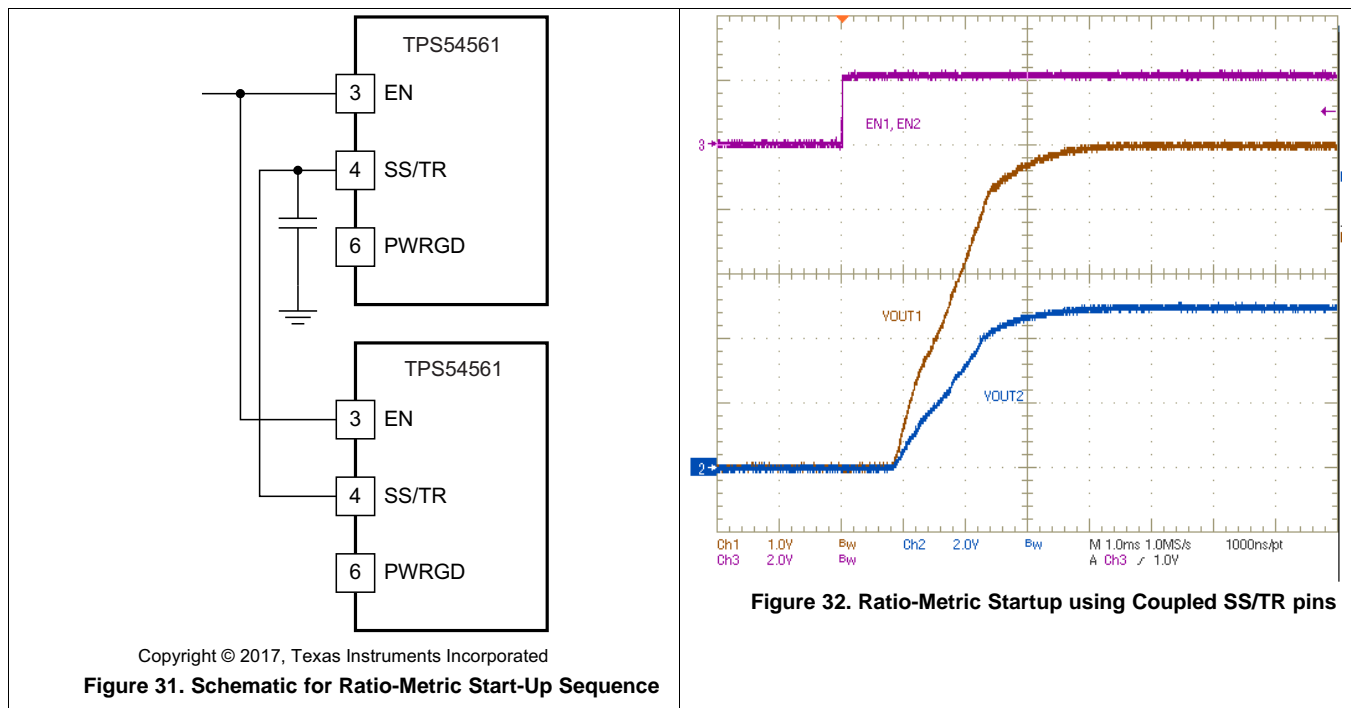 TPS54561
3 EN
4 SS/TR
6 PWRGD
TPS54561
3 EN
4 SS/TR
6 PWRGD
Copyright © 2017, Texas Instruments Incorporated
Figure 31. Schematic for Ratio-Metric Start-Up Sequence
EN1, EN2
3
VOUT1
VOUT2
2
Ch1 1.0V Bw Ch2 2.0V Bw M 1.0ms 1.0MS/s 1000ns/pt
Ch3 2.0V Bw A Ch3 / 1.0V
Figure 32. Ratio-Metric Startup using Coupled SS/TR pins